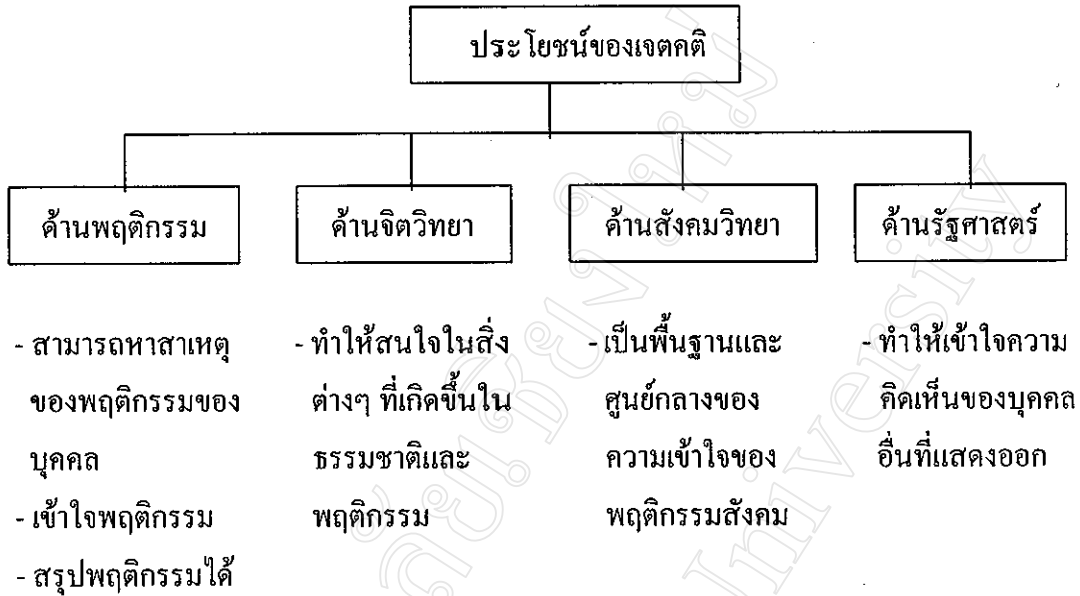 ประโยชน์ของเจตคติ
ด้านพฤติกรรม
ด้านจิตวิทยา
ด้านสังคมวิทยา
ด้านรัฐศาสตร์
- สามารถหาสาเหตุ
ของพฤติกรรมของ
บุคคล
- เข้าใจพฤติกรรม
- สรุปพฤติกรรมได้
- ทำให้สนใจในสิ่ง
ต่างๆ ที่เกิดขึ้นใน
ธรรมชาติและ
พฤติกรรม
- เป็นพื้นฐานและ
ศูนย์กลางของ
ความเข้าใจของ
พฤติกรรมสังคม
- ทำให้เข้าใจความ
คิดเห็นของบุคคล
อื่นที่แสดงออก
University